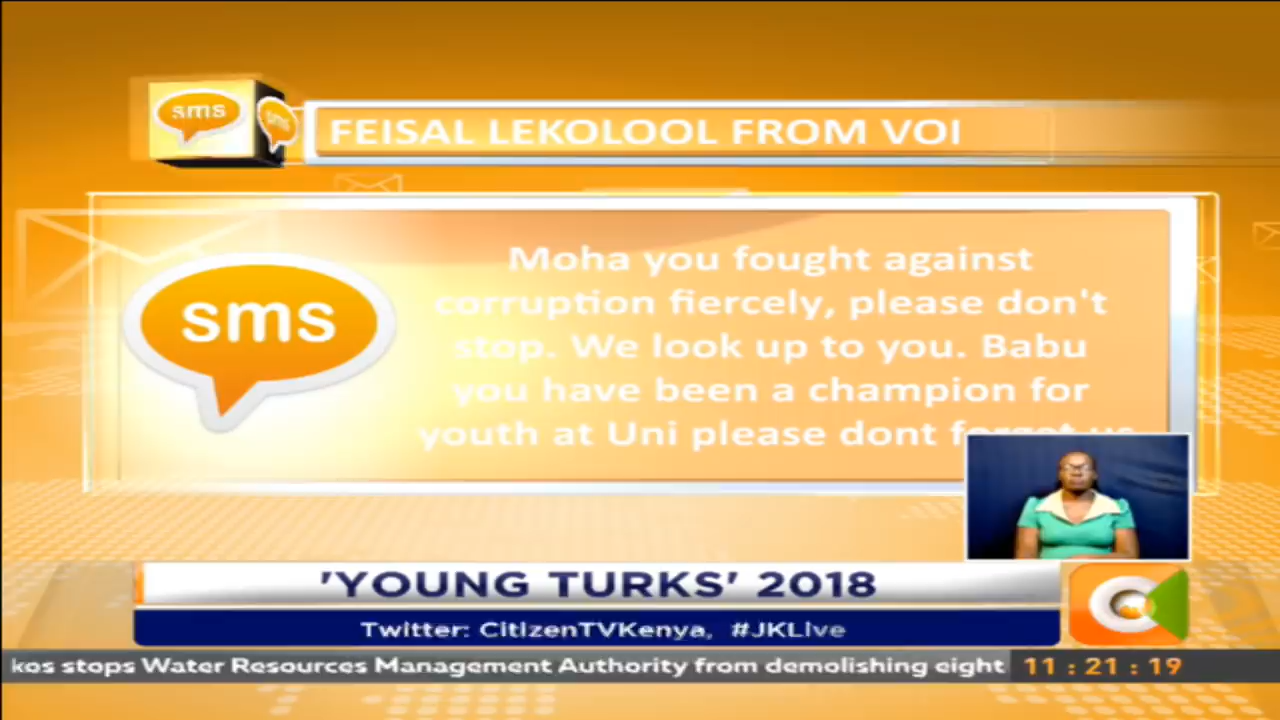 sms
sms
FEISAL LEKOLOOL FROM VOI
sms
Moha you fought against
corruption fiercely, please don't
stop. We look up to you. Babu
you have been a champion for
youth at Uni please dont forget us
'YOUNG TURKS' 2018
Twitter: CitizenTVKenya, #JKLive
kos stops Water Resources Management Authority from demolishing eight 11:21:19